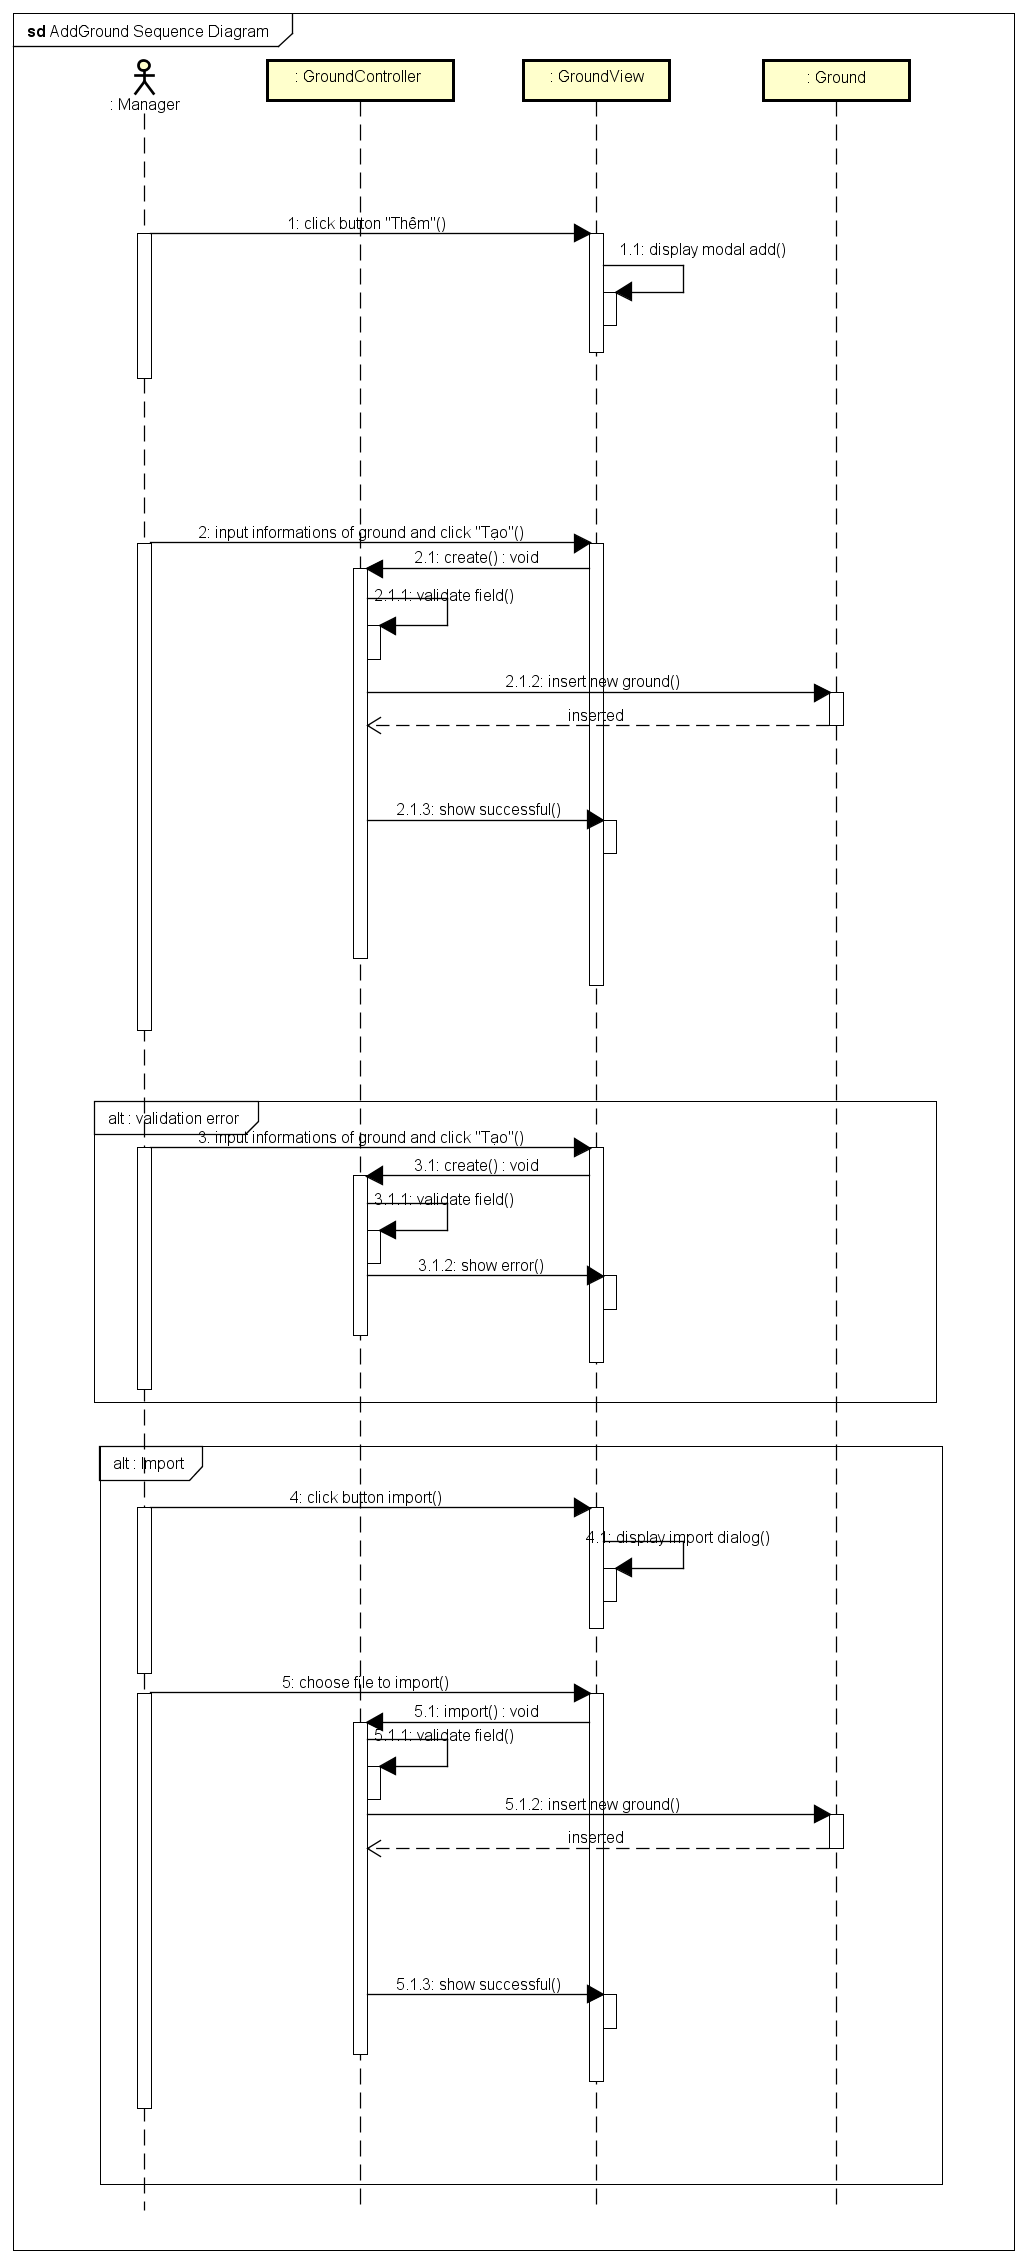 sd AddGround Sequence Diagram
: Manager
: GroundController
: GroundView
: Ground
1: click button "Thêm"()
1.1: display modal add()
2: input informations of ground and click "Tạo"()
2.1: create() : void
2.1.1: validate field()
2.1.2: insert new ground()
inserted
2.1.3: show successful()
alt : validation error
3: input informations of ground and click "Tạo"()
3.1: create() : void
3.1.1: validate field()
3.1.2: show error()
alt : Import
4: click button import()
4.1: display import dialog()
5: choose file to import()
5.1: import() : void
5.1.1: validate field()
5.1.2: insert new ground()
inserted
5.1.3: show successful()